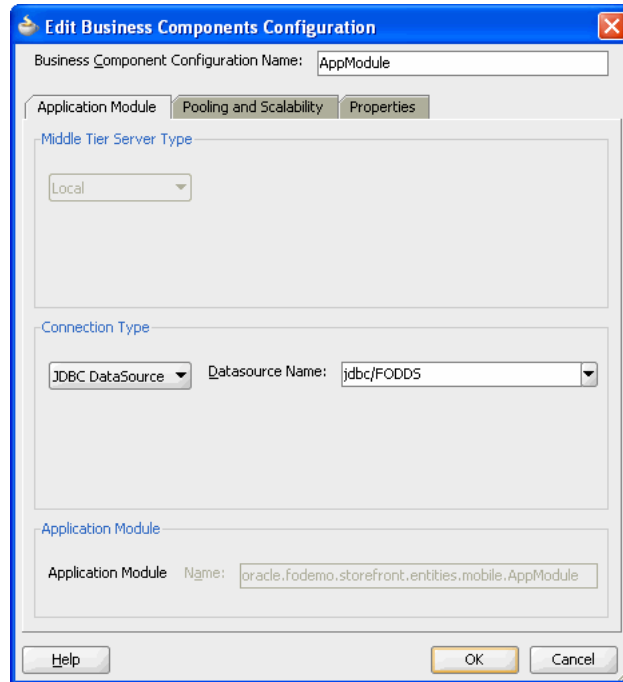 Edit Business Components Configuration
Business Component Configuration Name: AppModule
Application Module Pooling and Scalability Properties
Middle Tier Server Type
Local
Connection Type
JDBC DataSource Datasource Name: jdbc/FODDS
Application Module
Application Module Name: oracle.fodemo.storefront.entities.mobile.AppModule
Help OK Cancel